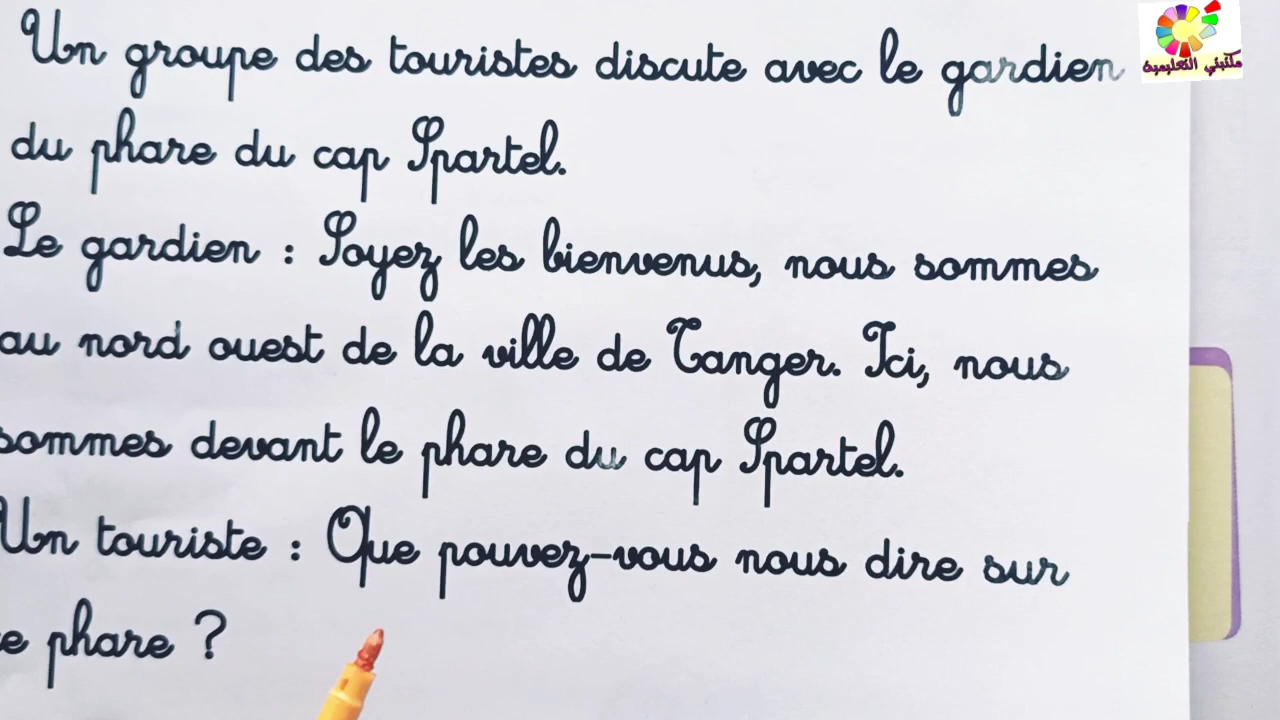 Un groupe des touristes discute avec le gardien
du phare du cap Spartel.
Le gardien : Soyez les bienvenus, nous sommes
au nord ouest de la ville de Tanger. Ici, nous
sommes devant le phare du cap Spartel.
Un touriste : Que pouvez-vous nous dire sur
ce phare ?
مكتبتي التعليمية